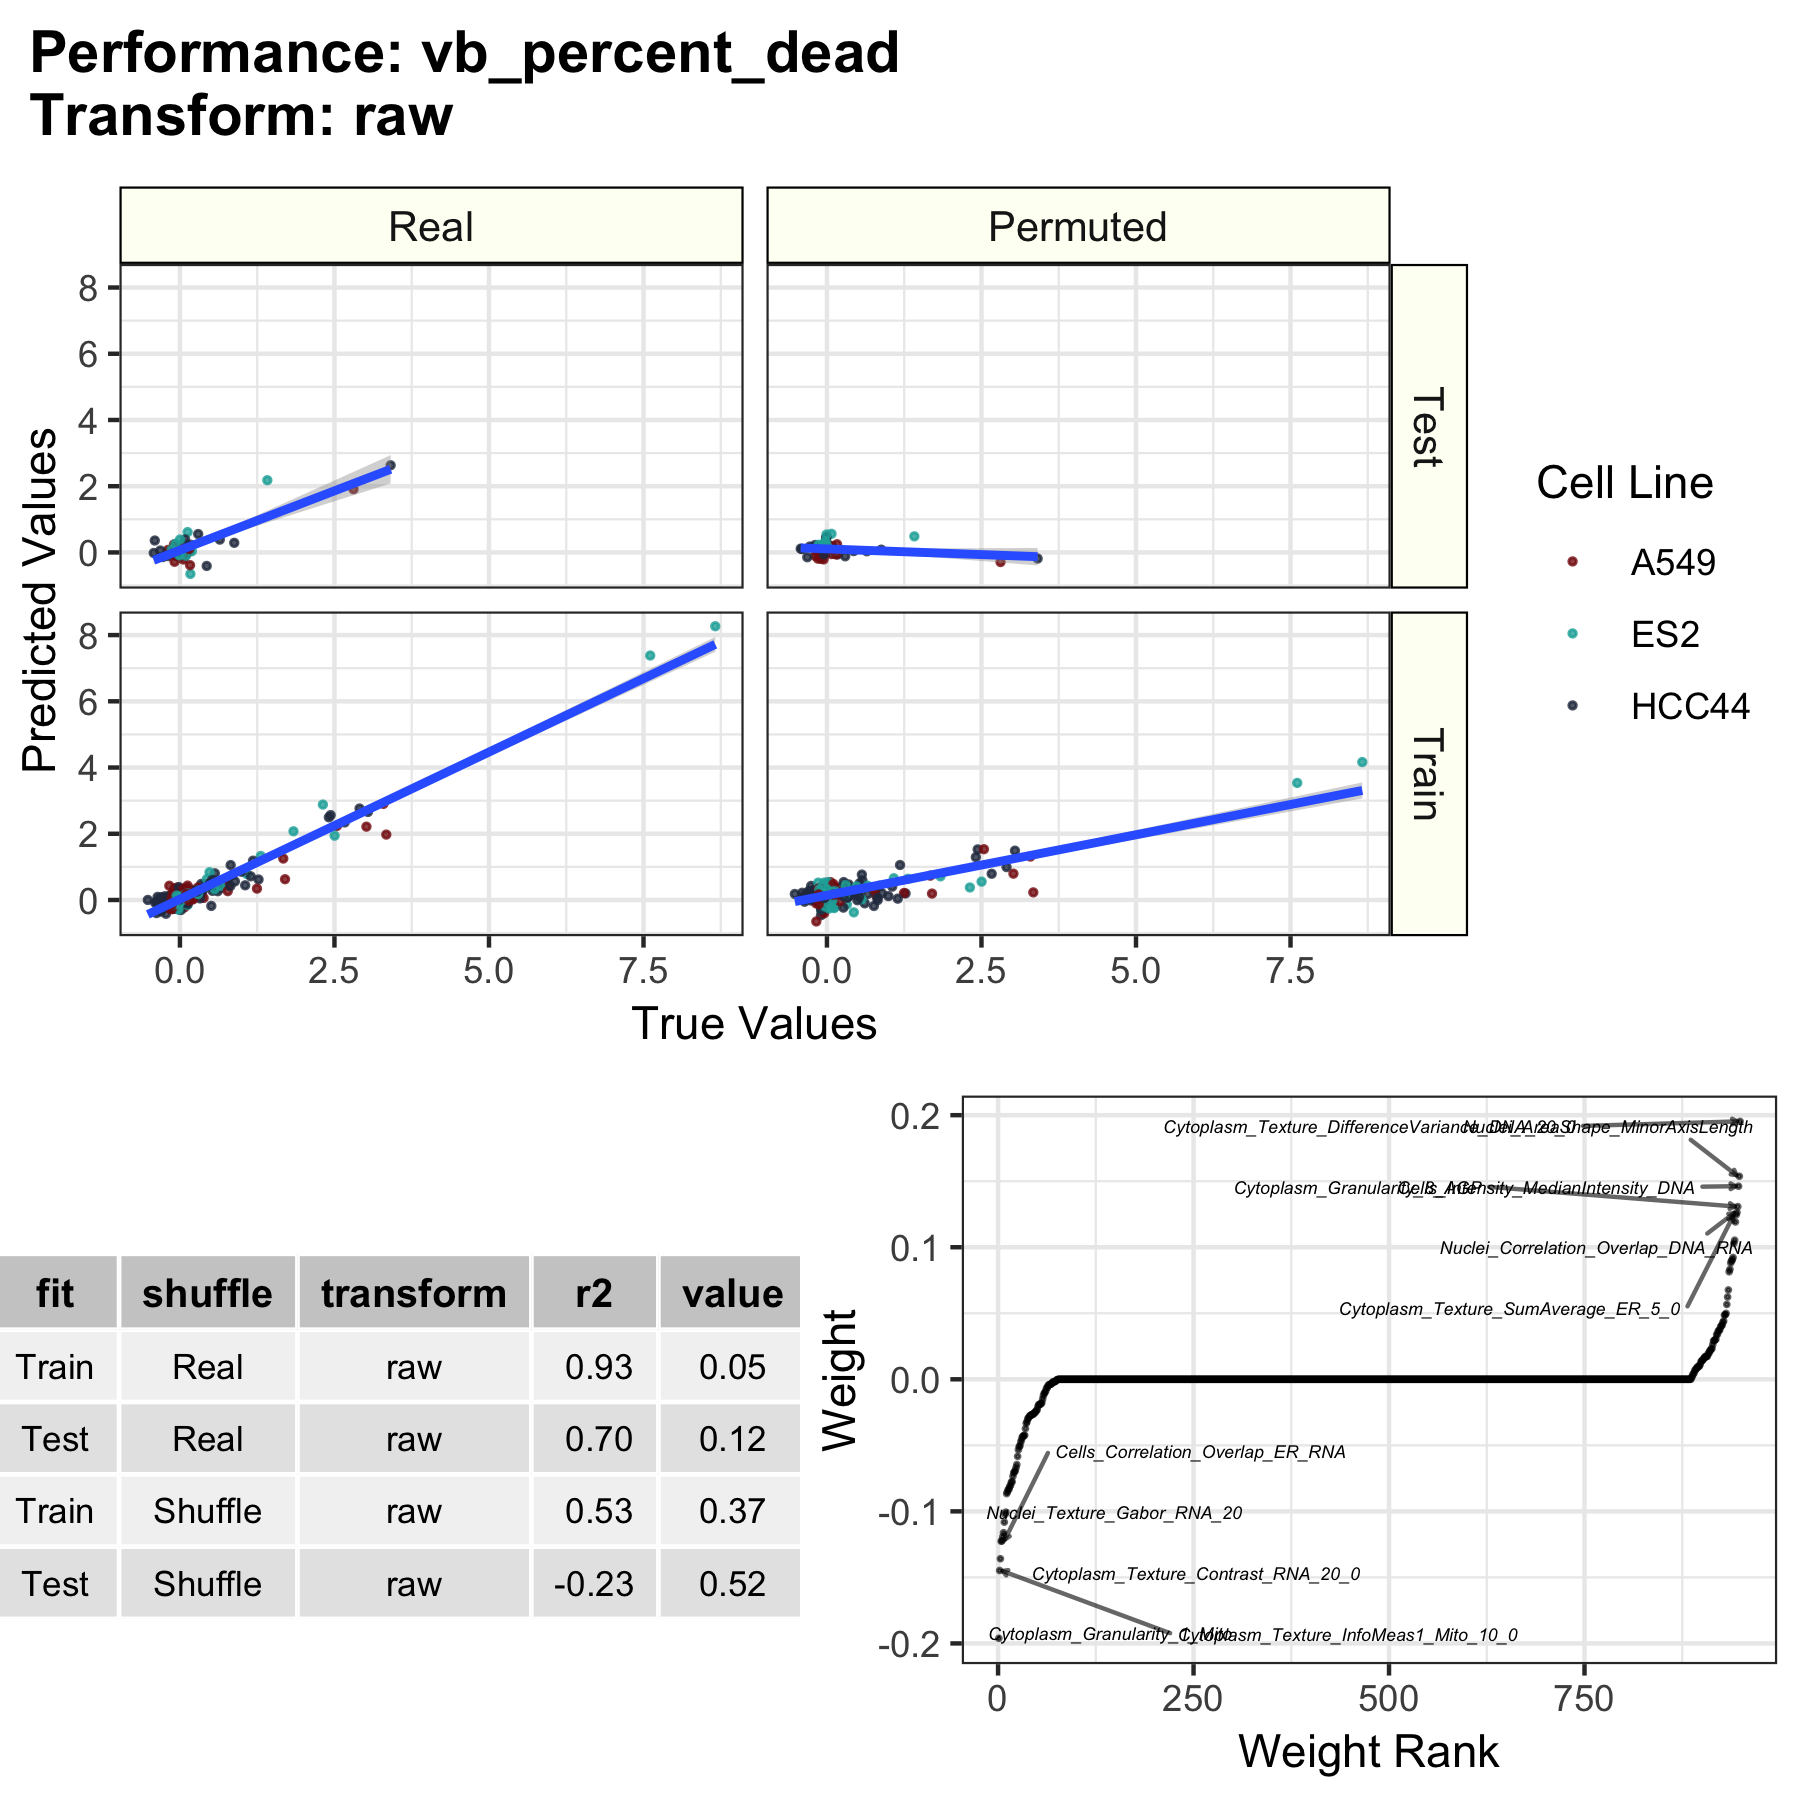 Performance: vb_percent_dead
Transform: raw
Real
Permuted
8
6
4
2
0
Test
Predicted Values
8
6
4
2
0
Train
0.0
2.5
5.0
7.5
0.0
2.5
5.0
7.5
True Values
Cell Line
A549
ES2
HCC44
fit shuffle transform r2 value
Train Real raw 0.93 0.05
Test Real raw 0.70 0.12
Train Shuffle raw 0.53 0.37
Test Shuffle raw -0.23 0.52
Weight
0.2
0.1
0.0
-0.1
-0.2
Cytoplasm_Texture_DifferenceVariance_DNA_20_0
Nuclei_AreaShape_MinorAxisLength
Cytoplasm_Granularity_3_AGP
Cells_Intensity_MedianIntensity_DNA
Nuclei_Correlation_Overlap_DNA_RNA
Cytoplasm_Texture_SumAverage_ER_5_0
Cells_Correlation_Overlap_ER_RNA
Nuclei_Texture_Gabor_RNA_20
Cytoplasm_Texture_Contrast_RNA_20_0
Cytoplasm_Granularity_1_Mito
Cytoplasm_Texture_InfoMeas1_Mito_10_0
0
250
500
750
Weight Rank